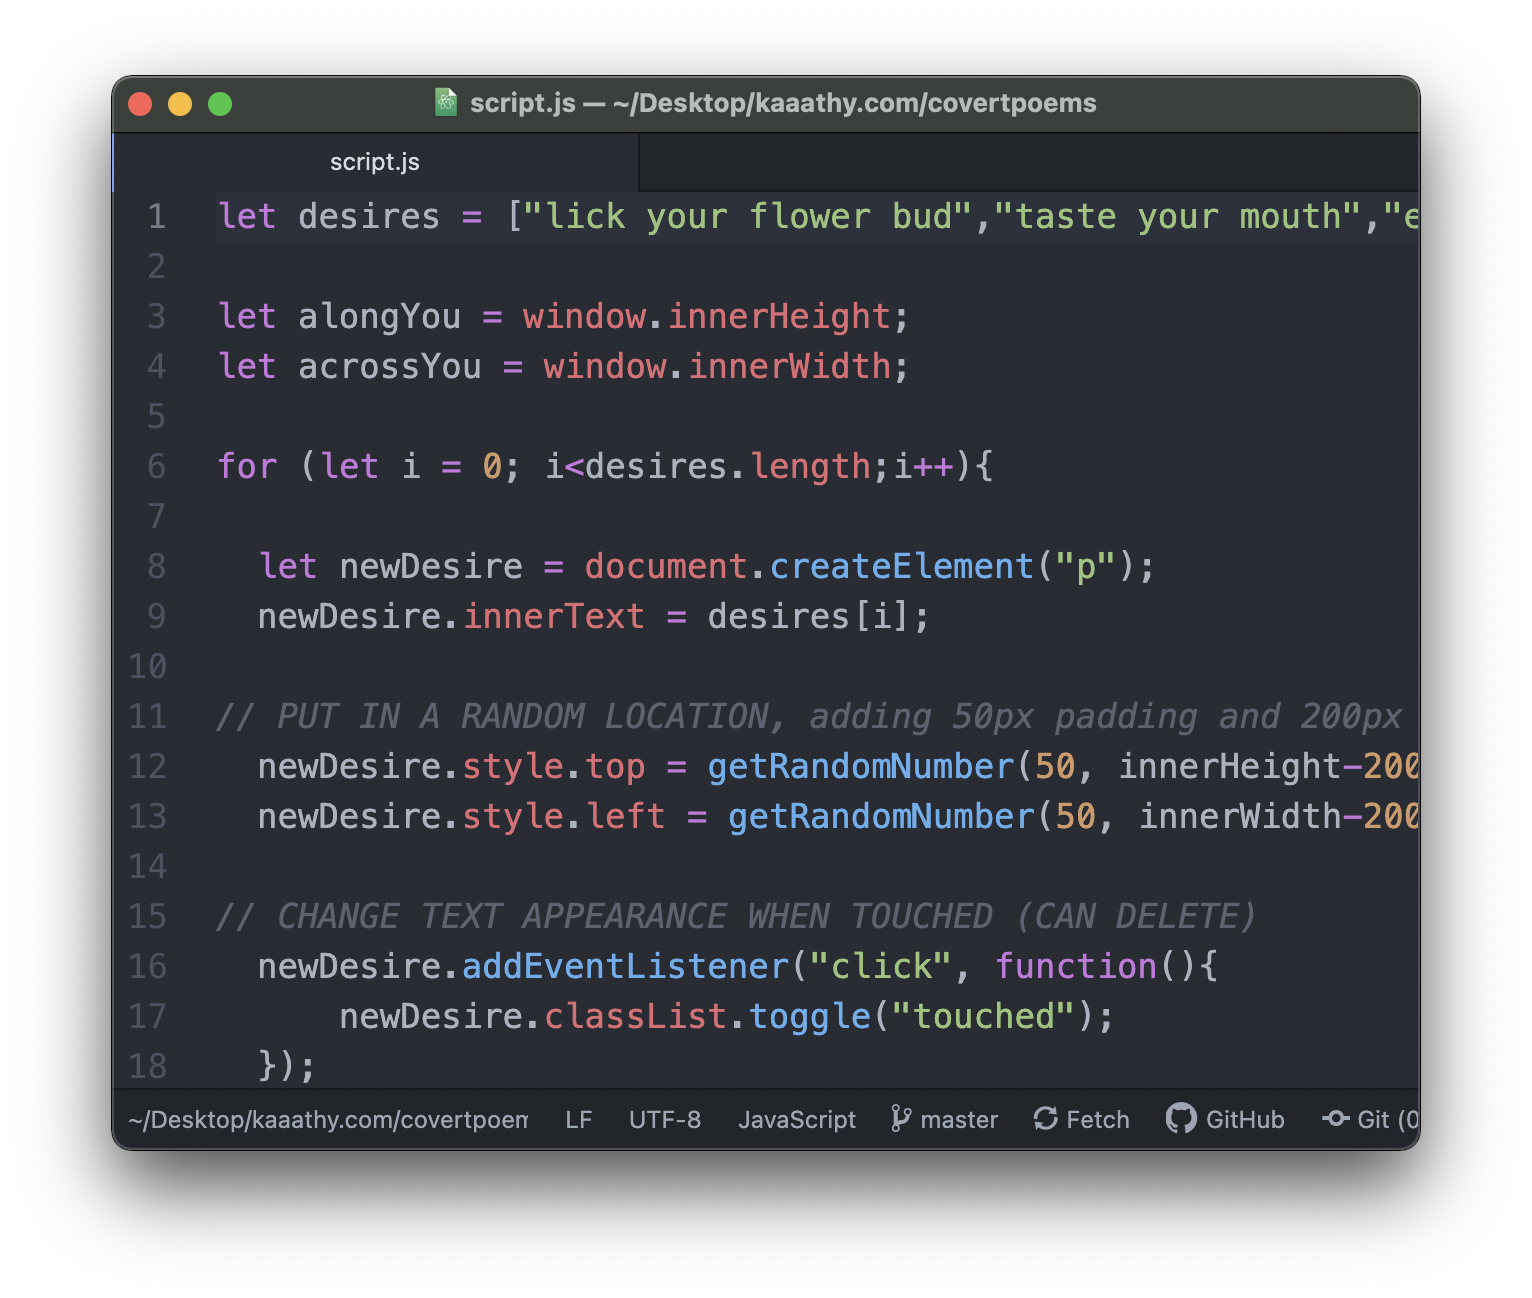 script.js — ~/Desktop/kaaathy.com/covertpoems
script.js
1 let desires = ["lick your flower bud","taste your mouth","e
2
3 let alongYou = window.innerHeight;
4 let acrossYou = window.innerWidth;
5
6 for (let i = 0; i<desires.length;i++){
7
8   let newDesire = document.createElement("p");
9   newDesire.innerText = desires[i];
10
11 // PUT IN A RANDOM LOCATION, adding 50px padding and 200px
12   newDesire.style.top = getRandomNumber(50, innerHeight-200
13   newDesire.style.left = getRandomNumber(50, innerWidth-200
14
15 // CHANGE TEXT APPEARANCE WHEN TOUCHED (CAN DELETE)
16   newDesire.addEventListener("click", function(){
17       newDesire.classList.toggle("touched");
18   });
~/Desktop/kaaathy.com/covertpoem LF UTF-8 JavaScript master Fetch GitHub Git (0